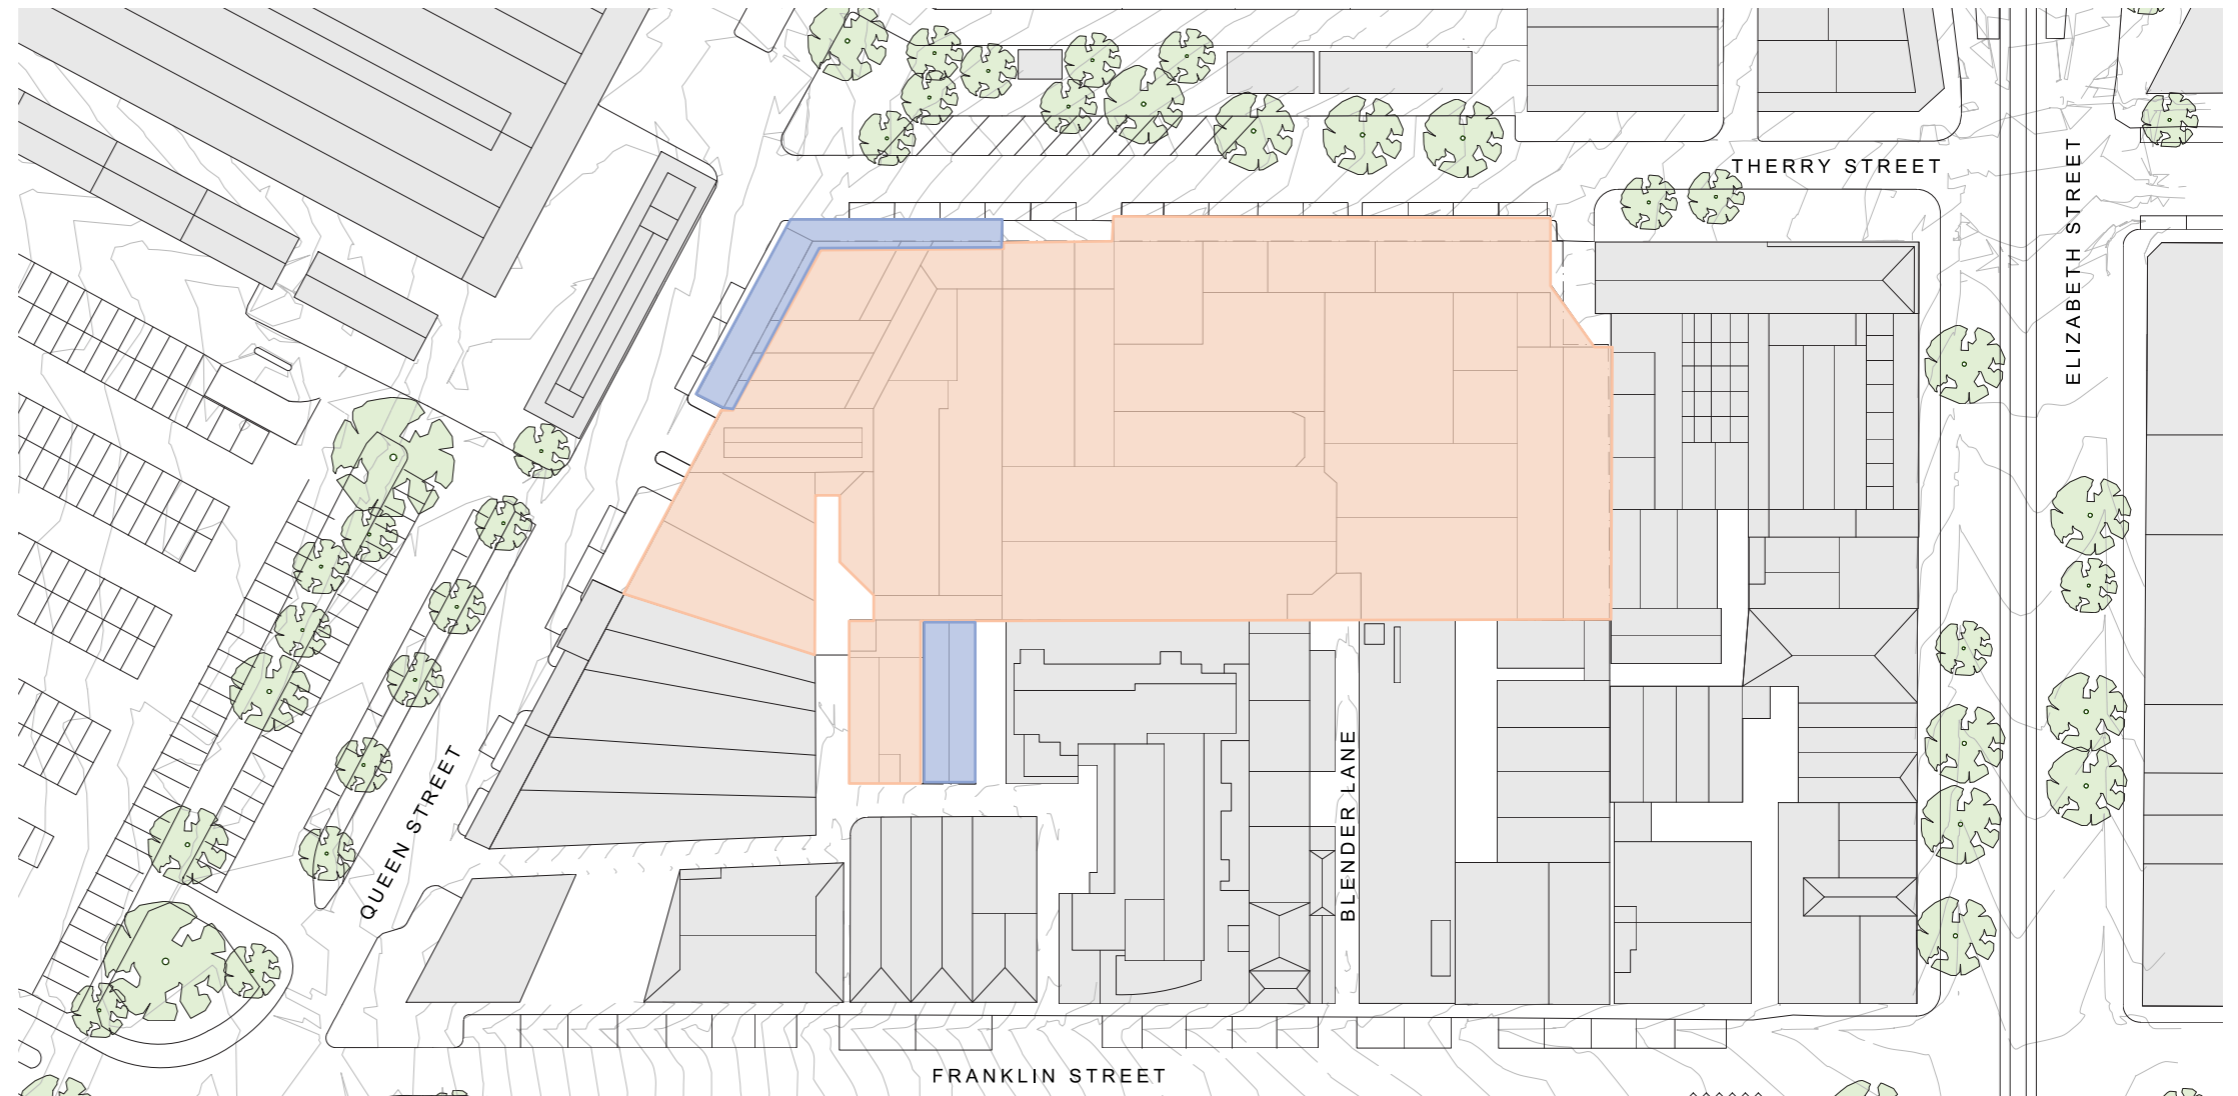 THERRY STREET
ELIZABETH STREET
QUEEN STREET
BLENDER LANE
FRANKLIN STREET